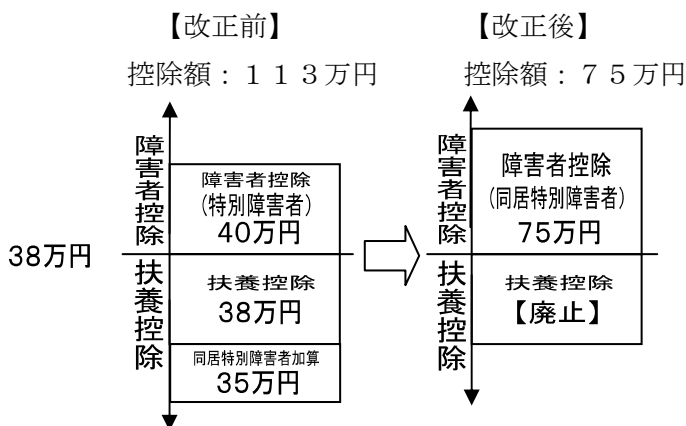 【改正前】
控除額：１１３万円
障害者控除
障害者控除
(特別障害者)
40万円
38万円
扶養控除
扶養控除
38万円
同居特別障害者加算
35万円
【改正後】
控除額：７５万円
障害者控除
障害者控除
(同居特別障害者)
75万円
扶養控除
扶養控除
【廃止】